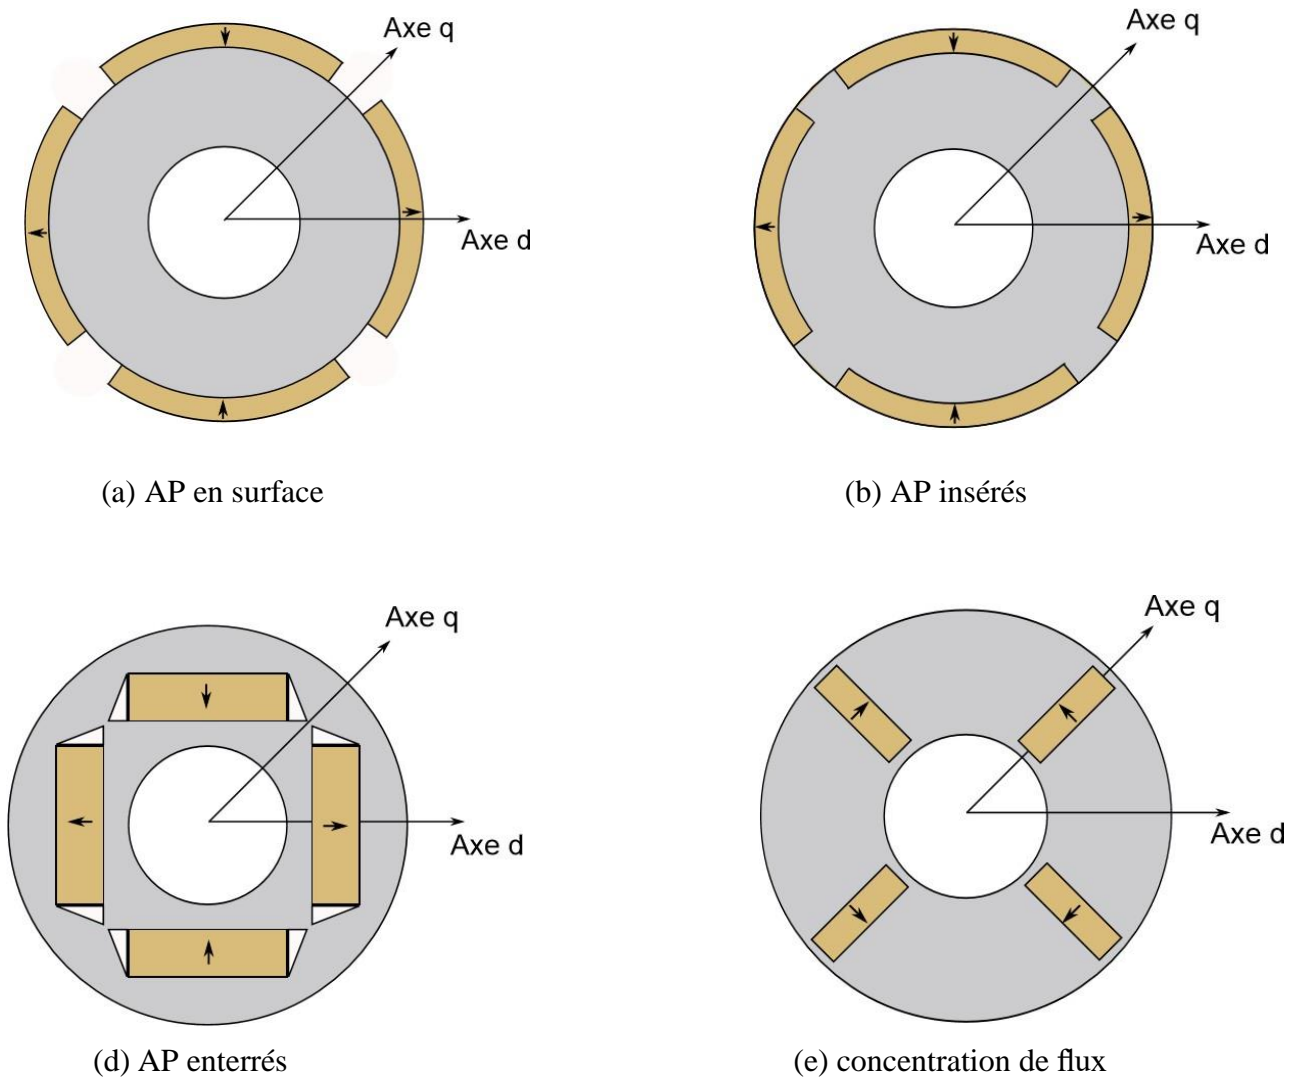 Axe q
Axe d
(a) AP en surface
Axe q
Axe d
(b) AP insérés
Axe q
Axe d
(d) AP enterrés
Axe q
Axe d
(e) concentration de flux